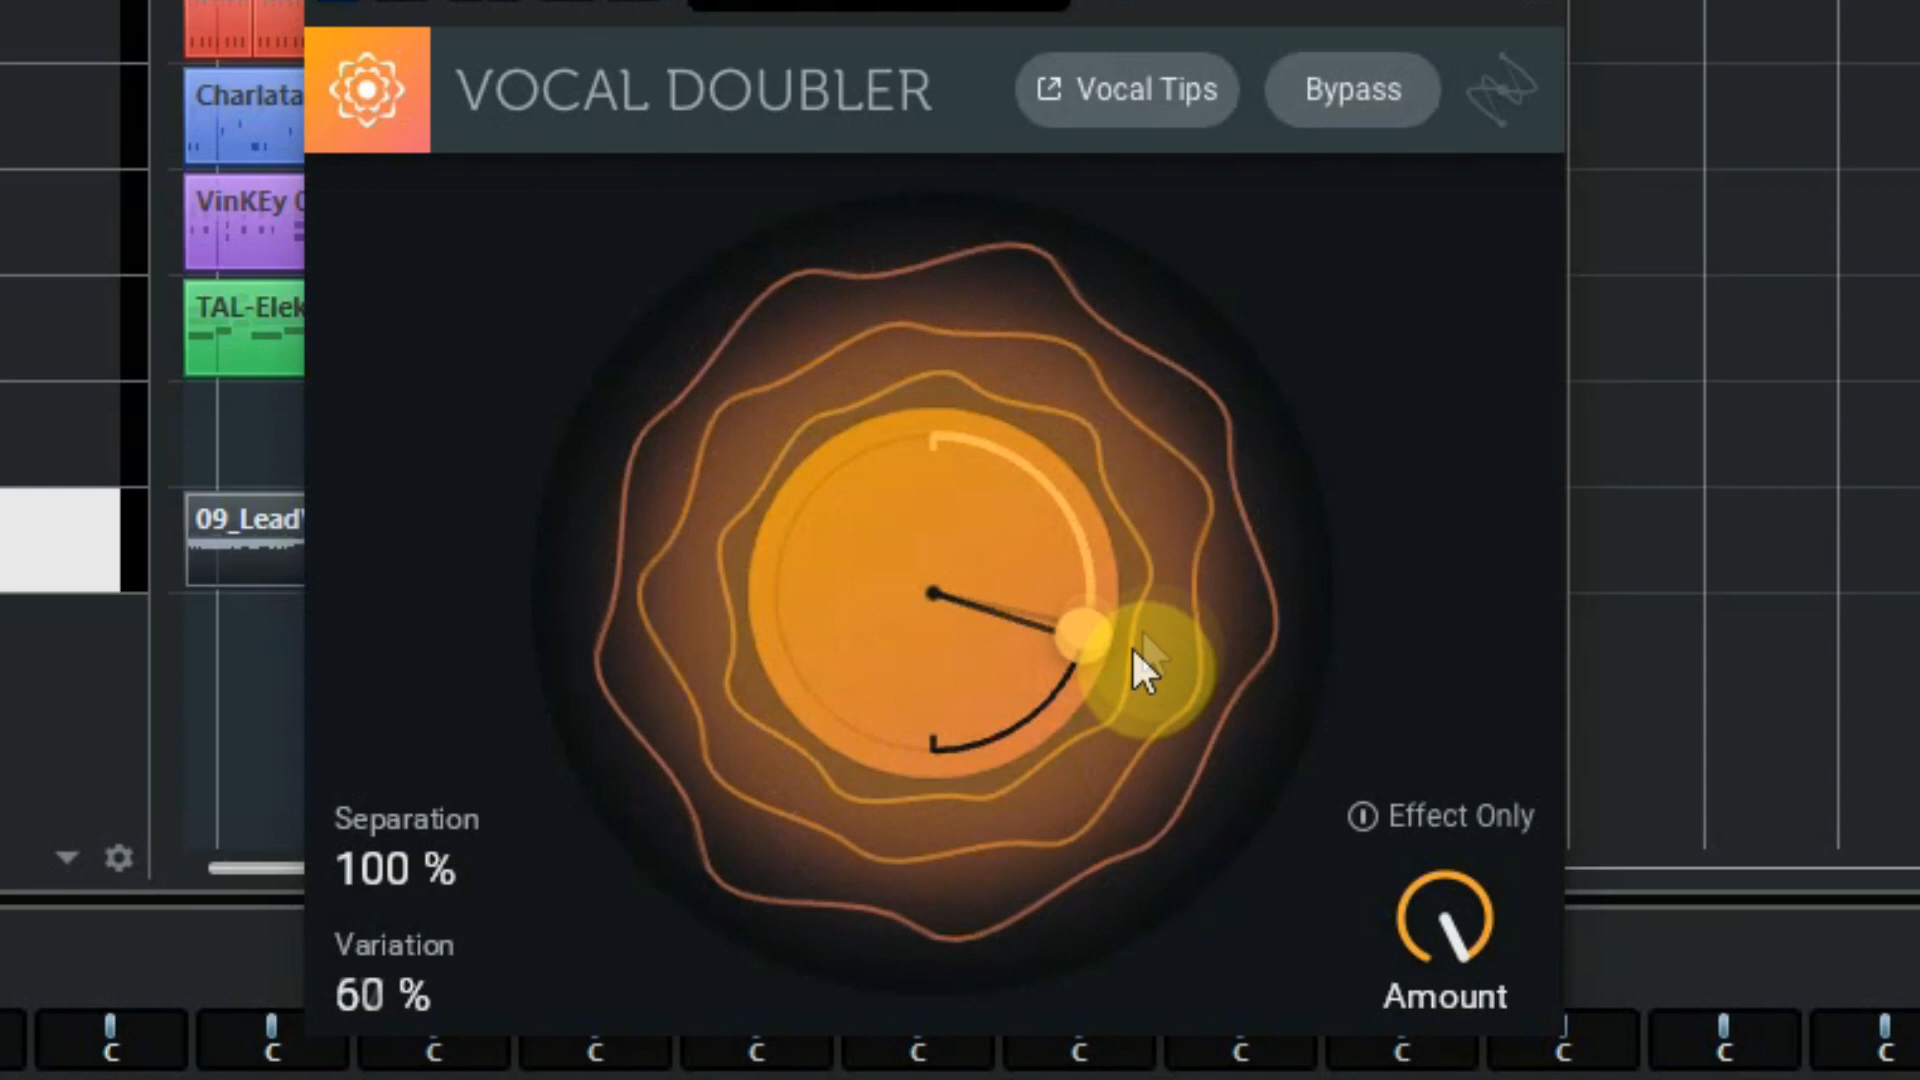 VOCAL DOUBLER
Vocal Tips
Bypass
Charlata
VinKEy
TAL-Elek
09_Lead
Separation
100 %
Effect Only
Variation
60 %
Amount
C C C C C C C C C C C C